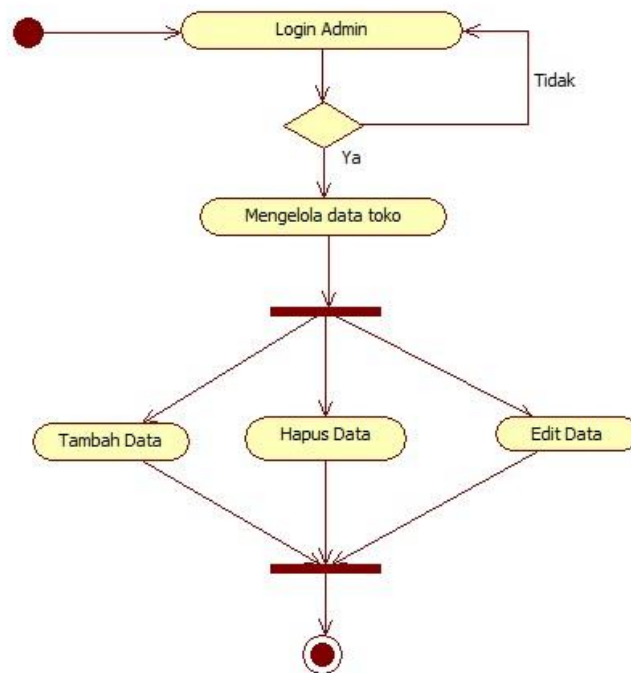 Login Admin
Tidak
Ya
Mengelola data toko
Tambah Data
Hapus Data
Edit Data